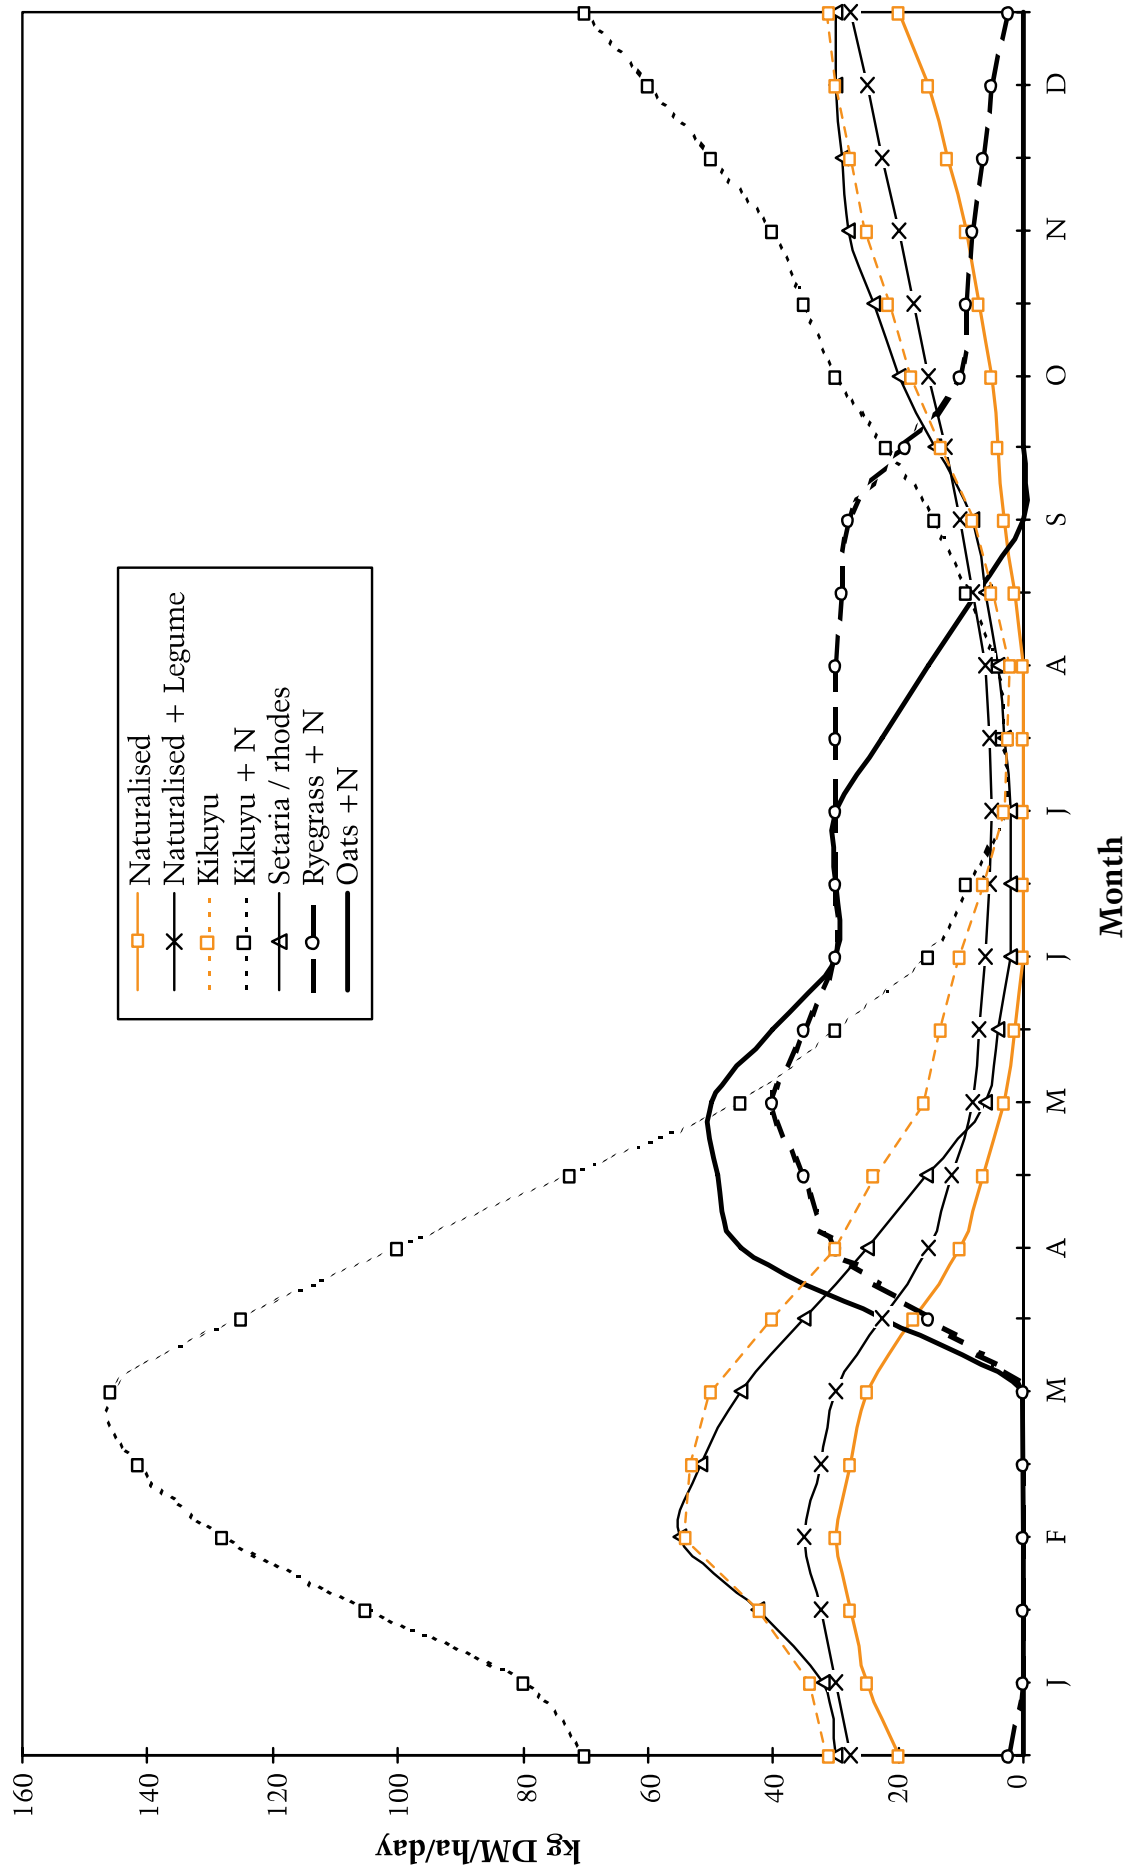 160
140
120
100
80
60
40
20
0
kg DM/ha/day
Naturalised
Naturalised + Legume
Kikuyu
Kikuyu + N
Setaria / rhodes
Ryegrass + N
Oats +N
J F M A M J J A S O N D
Month